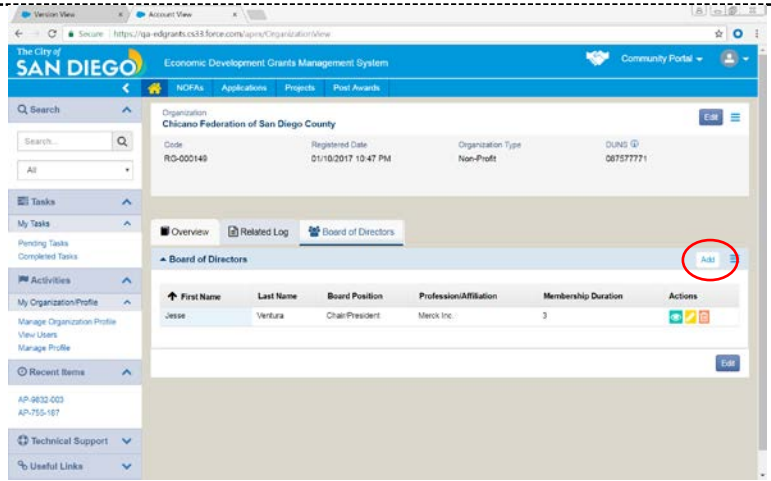 Version View
Account View
Secure https://qa-edgrants.cs33.force.com/apex/OrganizationView
The City of
SAN DIEGO
Economic Development Grants Management System
Community Portal
NOFAs Applications Projects Post Awards
Search
Search...
All
Tasks
My Tasks
Pending Tasks
Completed Tasks
Activities
My Organization/Profile
Manage Organization Profile
View Users
Manage Profile
Recent Items
AP-9832-003
AP-755-187
Technical Support
Useful Links
Organization
Chicano Federation of San Diego County
Edit
Code Registered Date Organization Type DUNS
RG-000149 01/10/2017 10:47 PM Non-Profit 087577771
Overview Related Log Board of Directors
Board of Directors Add
First Name Last Name Board Position Profession/Affiliation Membership Duration Actions
Jesse Ventura Chair/President Merck Inc. 3
Edit